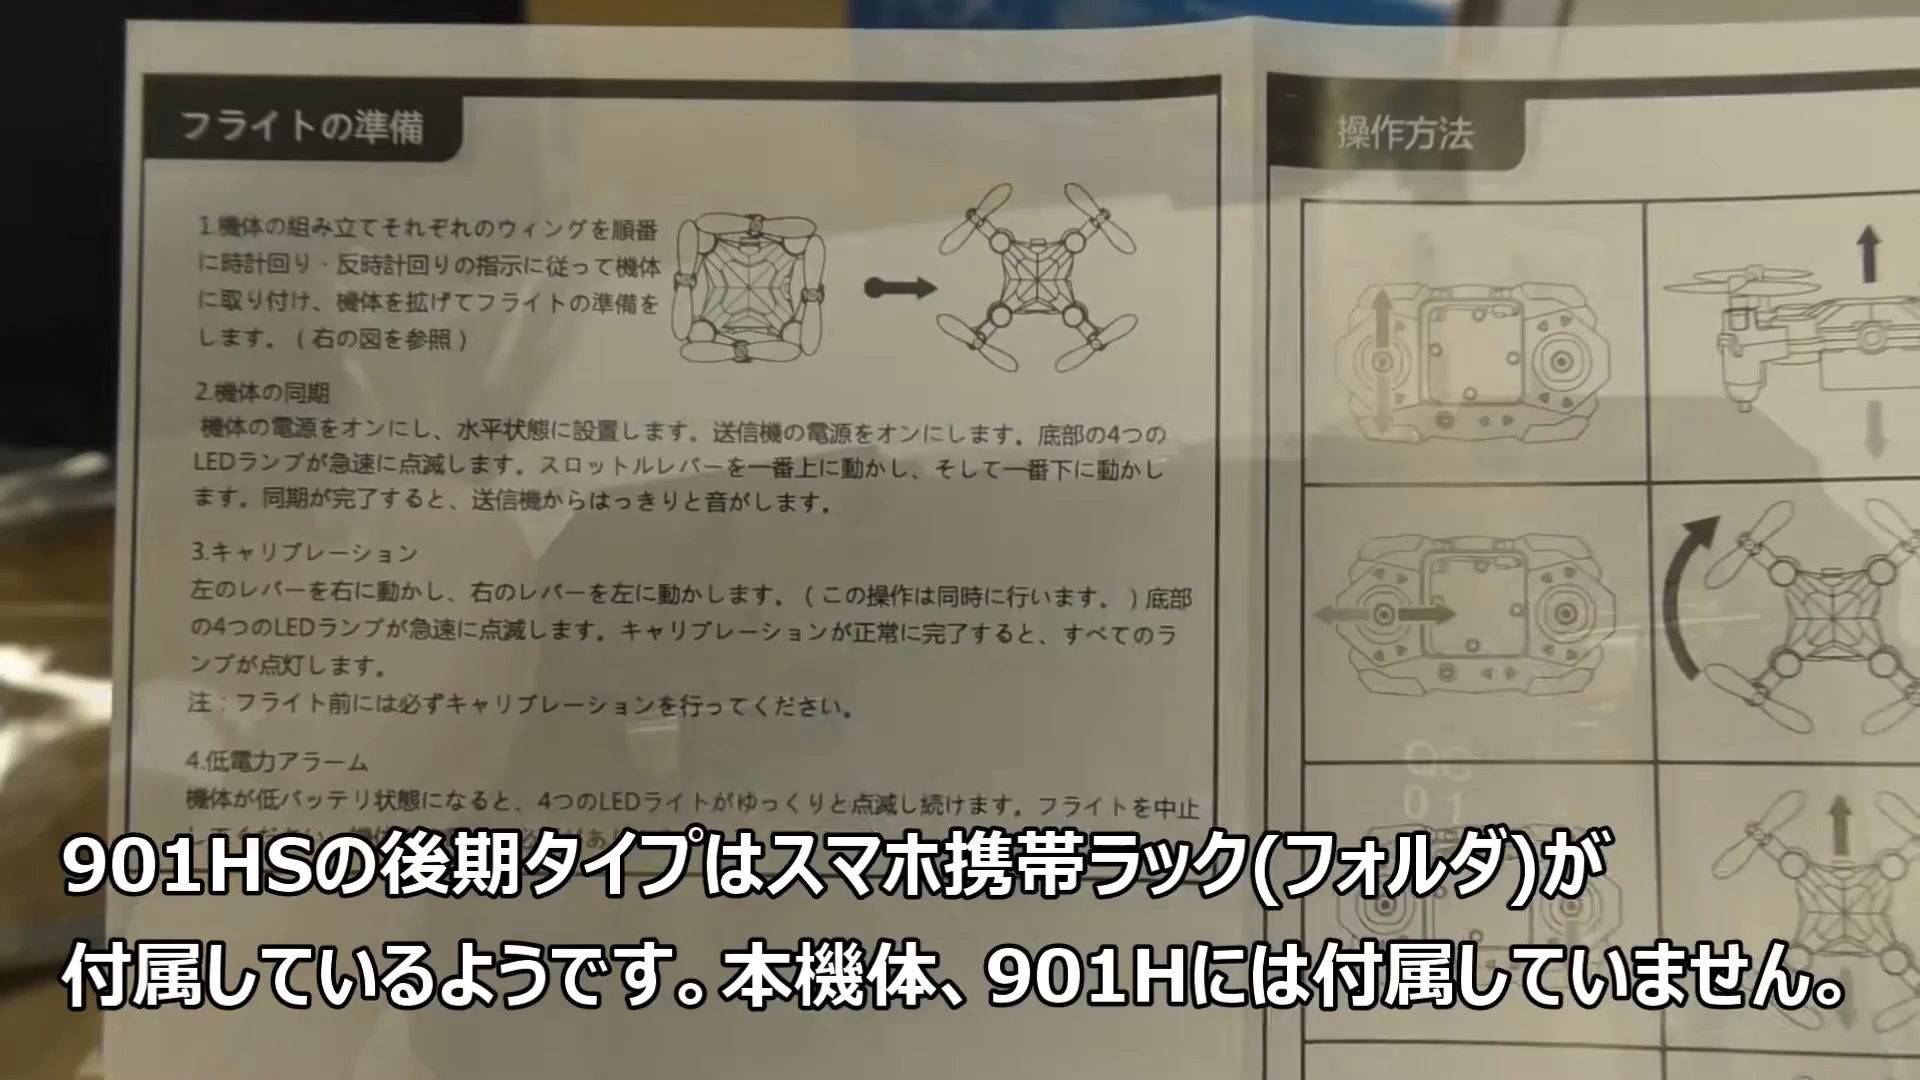 フライトの準備
1.機体の組み立てそれぞれのウィングを順番
に時計回り・反時計回りの指示に従って機体
に取り付け、機体を拡げてフライトの準備を
します。(右の図を参照)
2.機体の同期
機体の電源をオンにし、水平状態に設置します。送信機の電源をオンにします。底部の4つの
LEDランプが急速に点滅します。スロットルレバーを一番上に動かし、そして一番下に動かし
ます。同期が完了すると、送信機からはっきりと音がします。
3.キャリブレーション
左のレバーを右に動かし、右のレバーを左に動かします。(この操作は同時に行います。)底部
の4つのLEDランプが急速に点滅します。キャリブレーションが正常に完了すると、すべてのラ
ンプが点灯します。
注:フライト前には必ずキャリブレーションを行ってください。
4.低電力アラーム
機体が低バッテリ状態になると、4つのLEDライトがゆっくりと点滅し続けます。フライトを中止
操作方法
QC
01
901HSの後期タイプはスマホ携帯ラック(フォルダ)が
付属しているようです。本機体、901Hには付属していません。